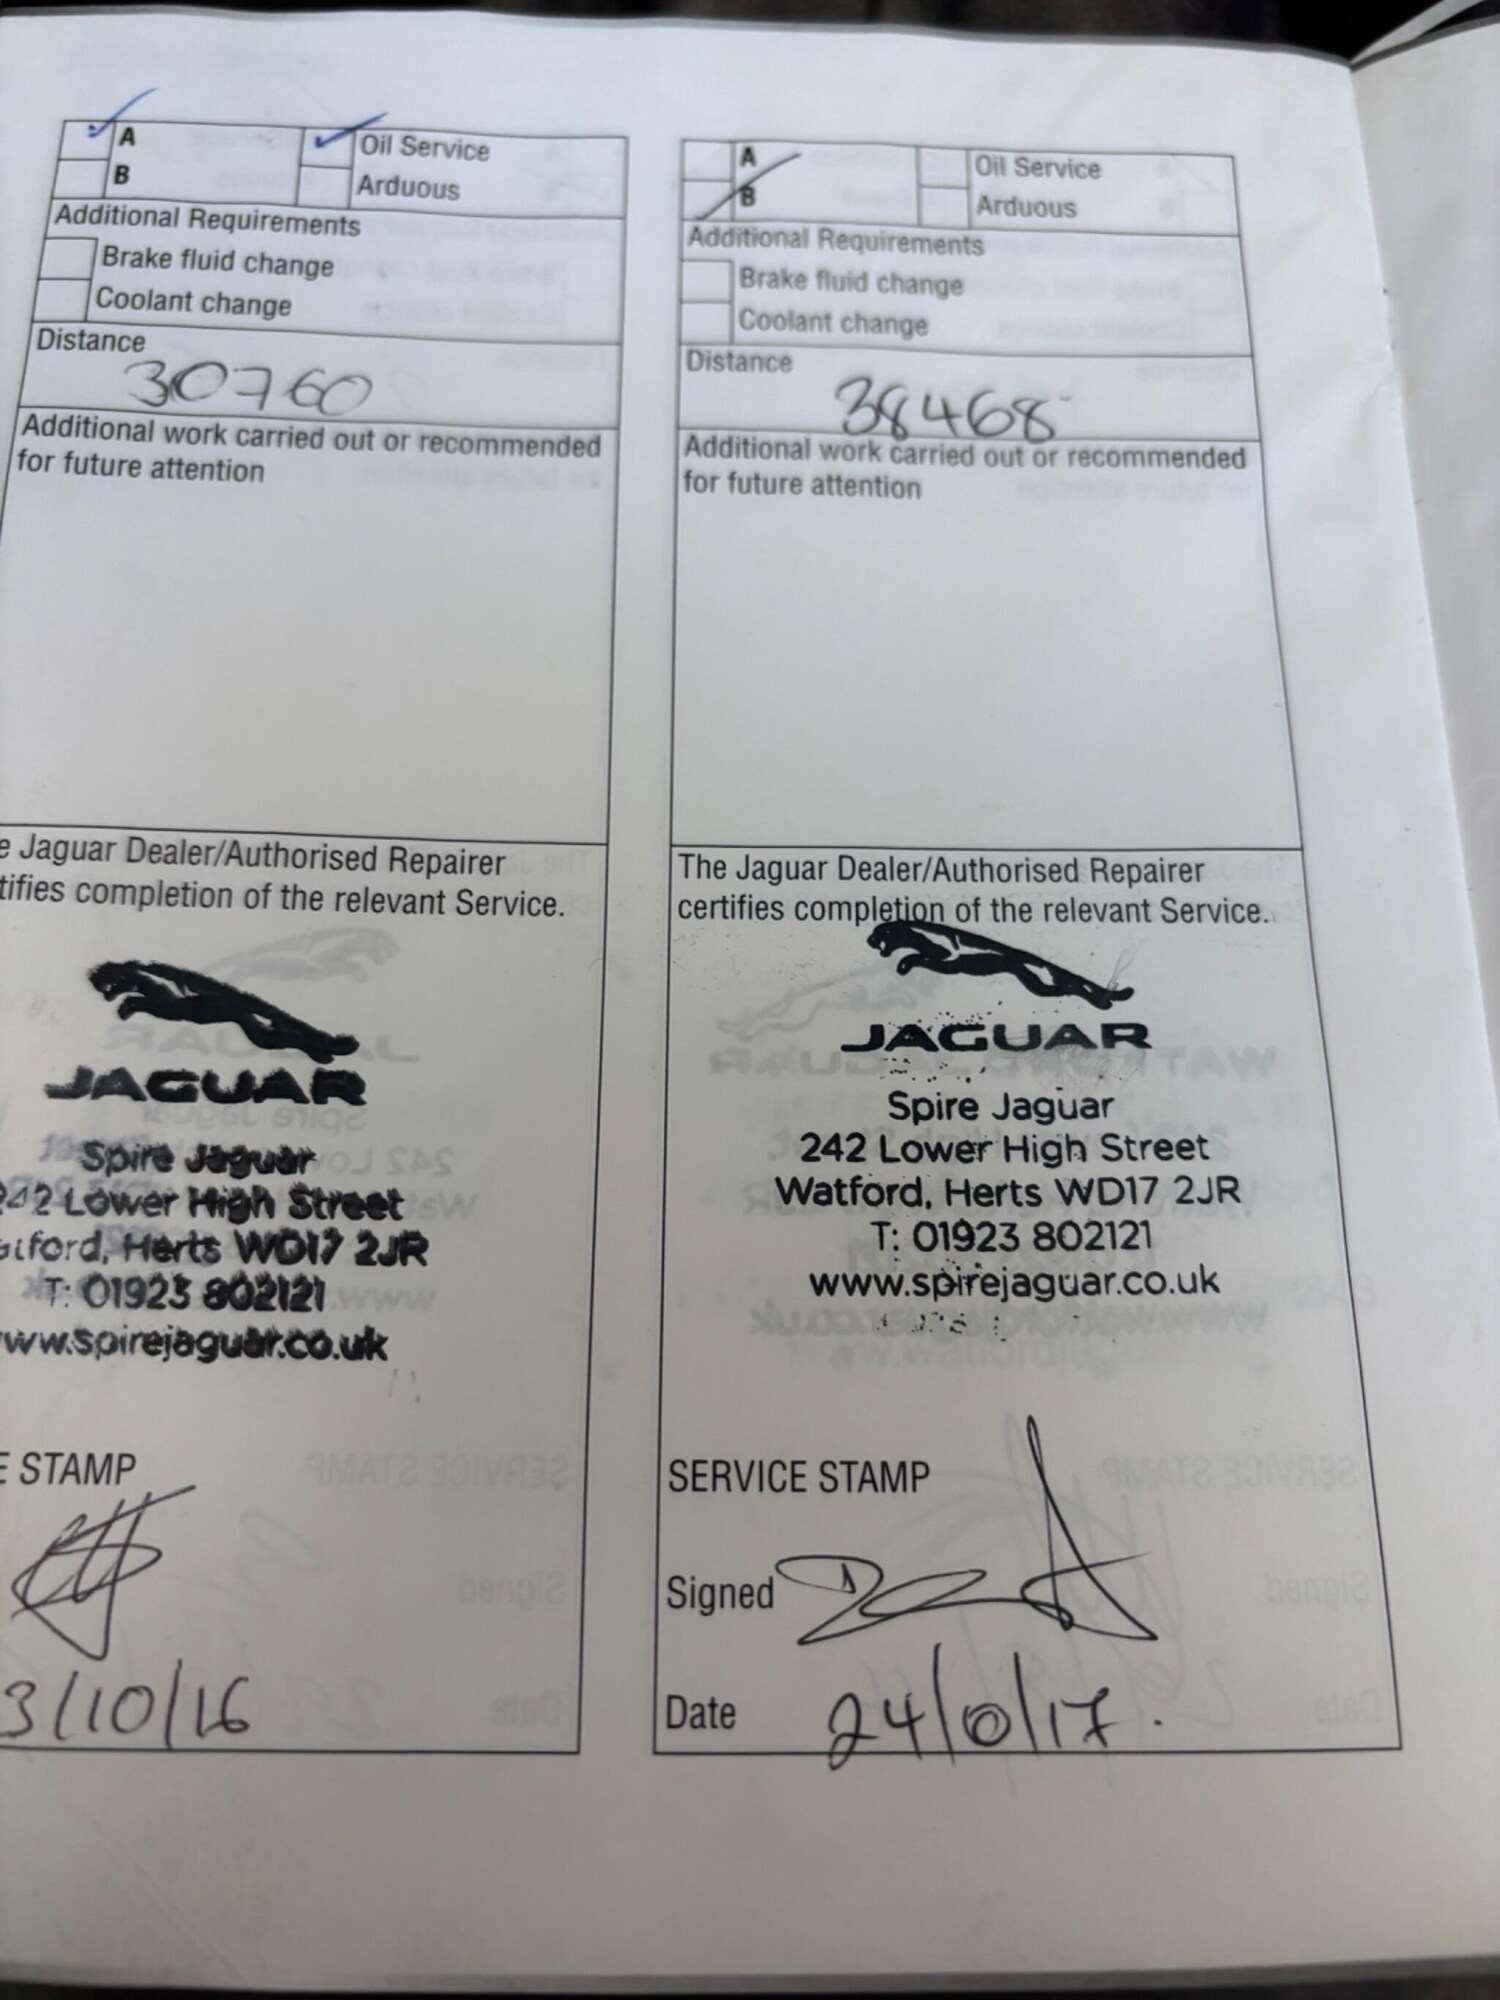 A
Oil Service
B
Arduous
Additional Requirements
Brake fluid change
Coolant change
Distance
30760
Additional work carried out or recommended
for future attention
e Jaguar Dealer/Authorised Repairer
tifies completion of the relevant Service.
JAGUAR
Spire Jaguar
242 Lower High Street
tford, Herts WD17 2JR
T: 01923 802121
www.spirejaguar.co.uk
E STAMP
3/10/16
A
Oil Service
B
Arduous
Additional Requirements
Brake fluid change
Coolant change
Distance
38468
Additional work carried out or recommended
for future attention
The Jaguar Dealer/Authorised Repairer
certifies completion of the relevant Service.
JAGUAR
Spire Jaguar
242 Lower High Street
Watford, Herts WD17 2JR
T: 01923 802121
www.spirejaguar.co.uk
SERVICE STAMP
Signed
Date 24/0/17.